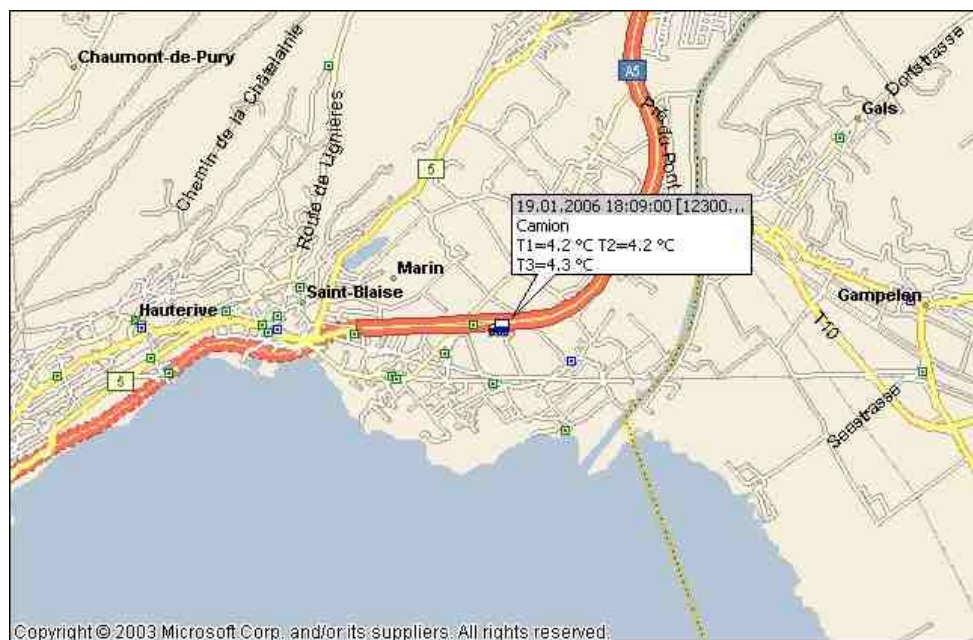 Chaumont-de-Pury
Chemin de la Châtelainie
Route de Lignières
A5
Pré-du-Pont
Dorfstrasse
Gals
5
19.01.2006 18:09:00 [12300...
Camion
T1=4.2 °C T2=4.2 °C
T3=4.3 °C
Marin
Saint-Blaise
Hauterive
Gampelen
T10
5
Seestrasse
Copyright © 2003 Microsoft Corp. and/or its suppliers. All rights reserved.